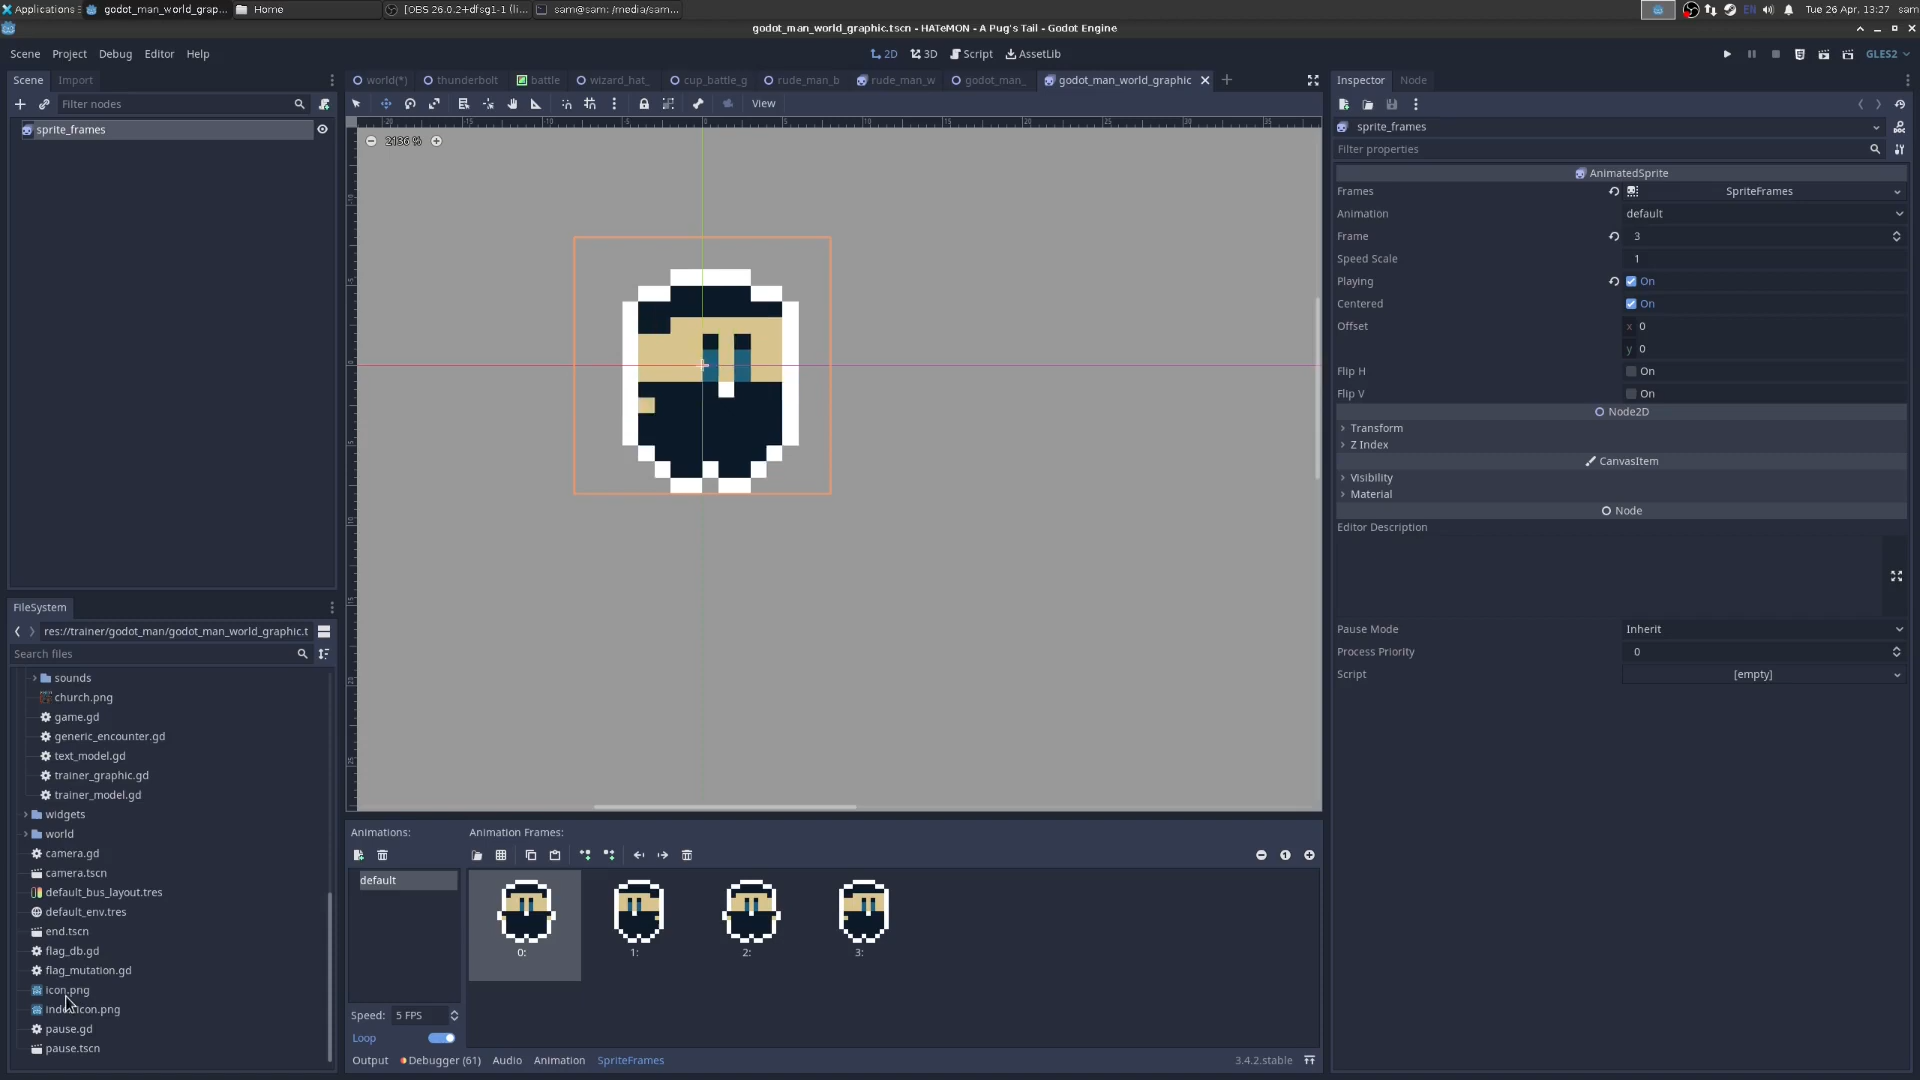 Applications godot_man_world_grap... Home [OBS 26.0.2+dfsg1-1 (li... sam@sam: /media/sam... EN Tue 26 Apr, 13:27 sam
godot_man_world_graphic.tscn - HATeMON - A Pug's Tail - Godot Engine
Scene Project Debug Editor Help 2D 3D Script AssetLib GLES2
Scene Import world(*) thunderbolt battle wizard_hat_ cup_battle_g rude_man_b rude_man_w godot_man_ godot_man_world_graphic Inspector Node
Filter nodes View
sprite_frames sprite_frames
2136 %
Filter properties
AnimatedSprite
Frames SpriteFrames
Animation default
Frame 3
Speed Scale 1
Playing On
Centered On
Offset x 0
y 0
Flip H On
Flip V On
Node2D
Transform
Z Index
CanvasItem
Visibility
Material
Node
Editor Description
Pause Mode Inherit
Process Priority 0
Script [empty]
FileSystem
res://trainer/godot_man/godot_man_world_graphic.t
Search files
sounds
church.png
game.gd
generic_encounter.gd
text_model.gd
trainer_graphic.gd
trainer_model.gd
widgets
world
camera.gd
camera.tscn
default_bus_layout.tres
default_env.tres
end.tscn
flag_db.gd
flag_mutation.gd
icon.png
icon.png
pause.gd
pause.tscn
Animations: Animation Frames:
default
0: 1: 2: 3:
Speed: 5 FPS
Loop
Output Debugger (61) Audio Animation SpriteFrames 3.4.2.stable